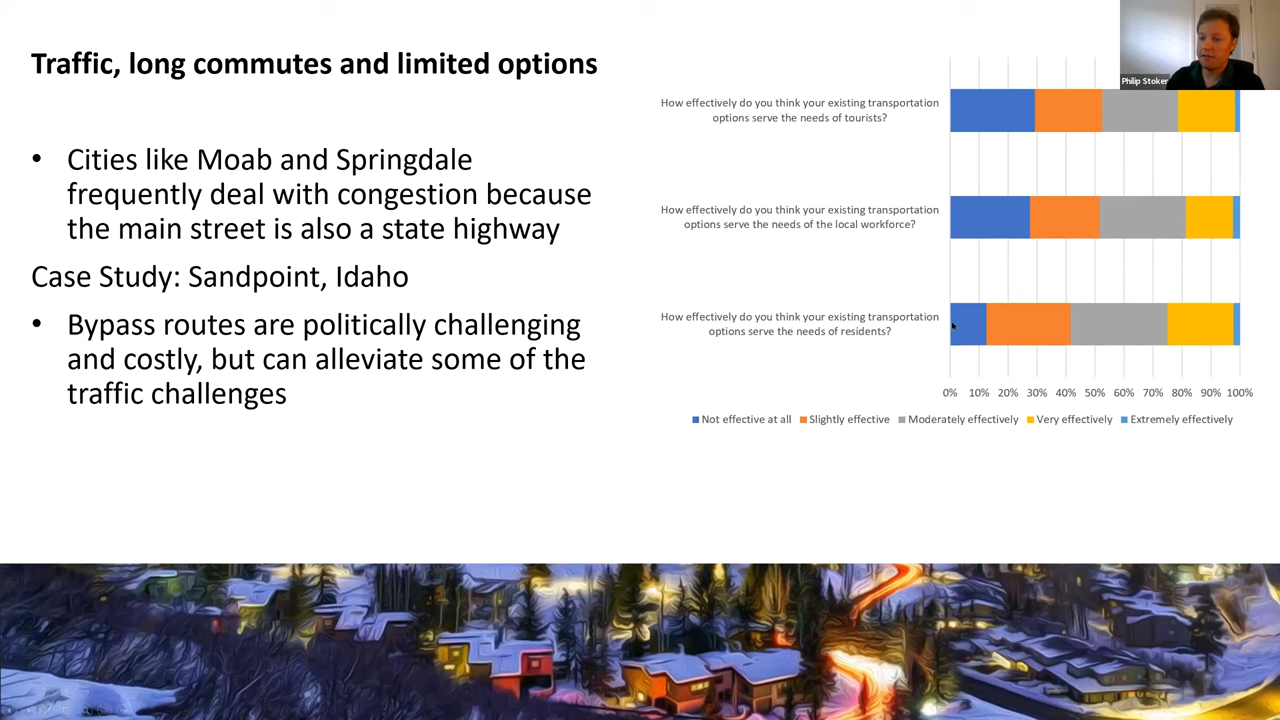 Traffic, long commutes and limited options
• Cities like Moab and Springdale
frequently deal with congestion because
the main street is also a state highway
Case Study: Sandpoint, Idaho
• Bypass routes are politically challenging
and costly, but can alleviate some of the
traffic challenges
Philip Stoker
How effectively do you think your existing transportation
options serve the needs of tourists?
How effectively do you think your existing transportation
options serve the needs of the local workforce?
How effectively do you think your existing transportation
options serve the needs of residents?
0% 10% 20% 30% 40% 50% 60% 70% 80% 90% 100%
Not effective at all Slightly effective Moderately effectively Very effectively Extremely effectively